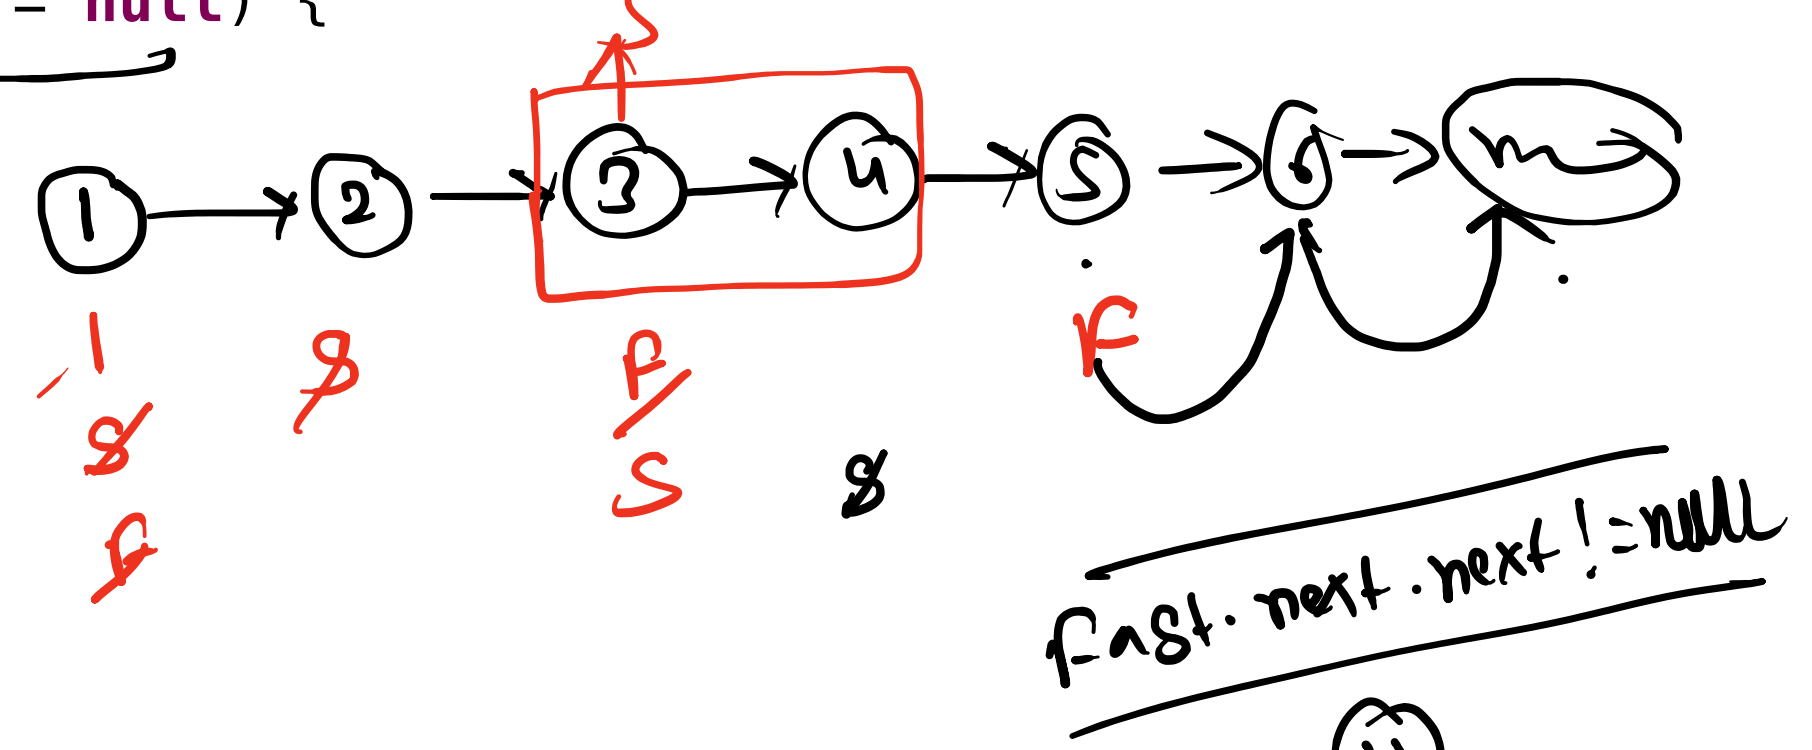 = null) {
1 2 3 4 5 6 n
1
S S F F
S S
F
fast.next.next != null